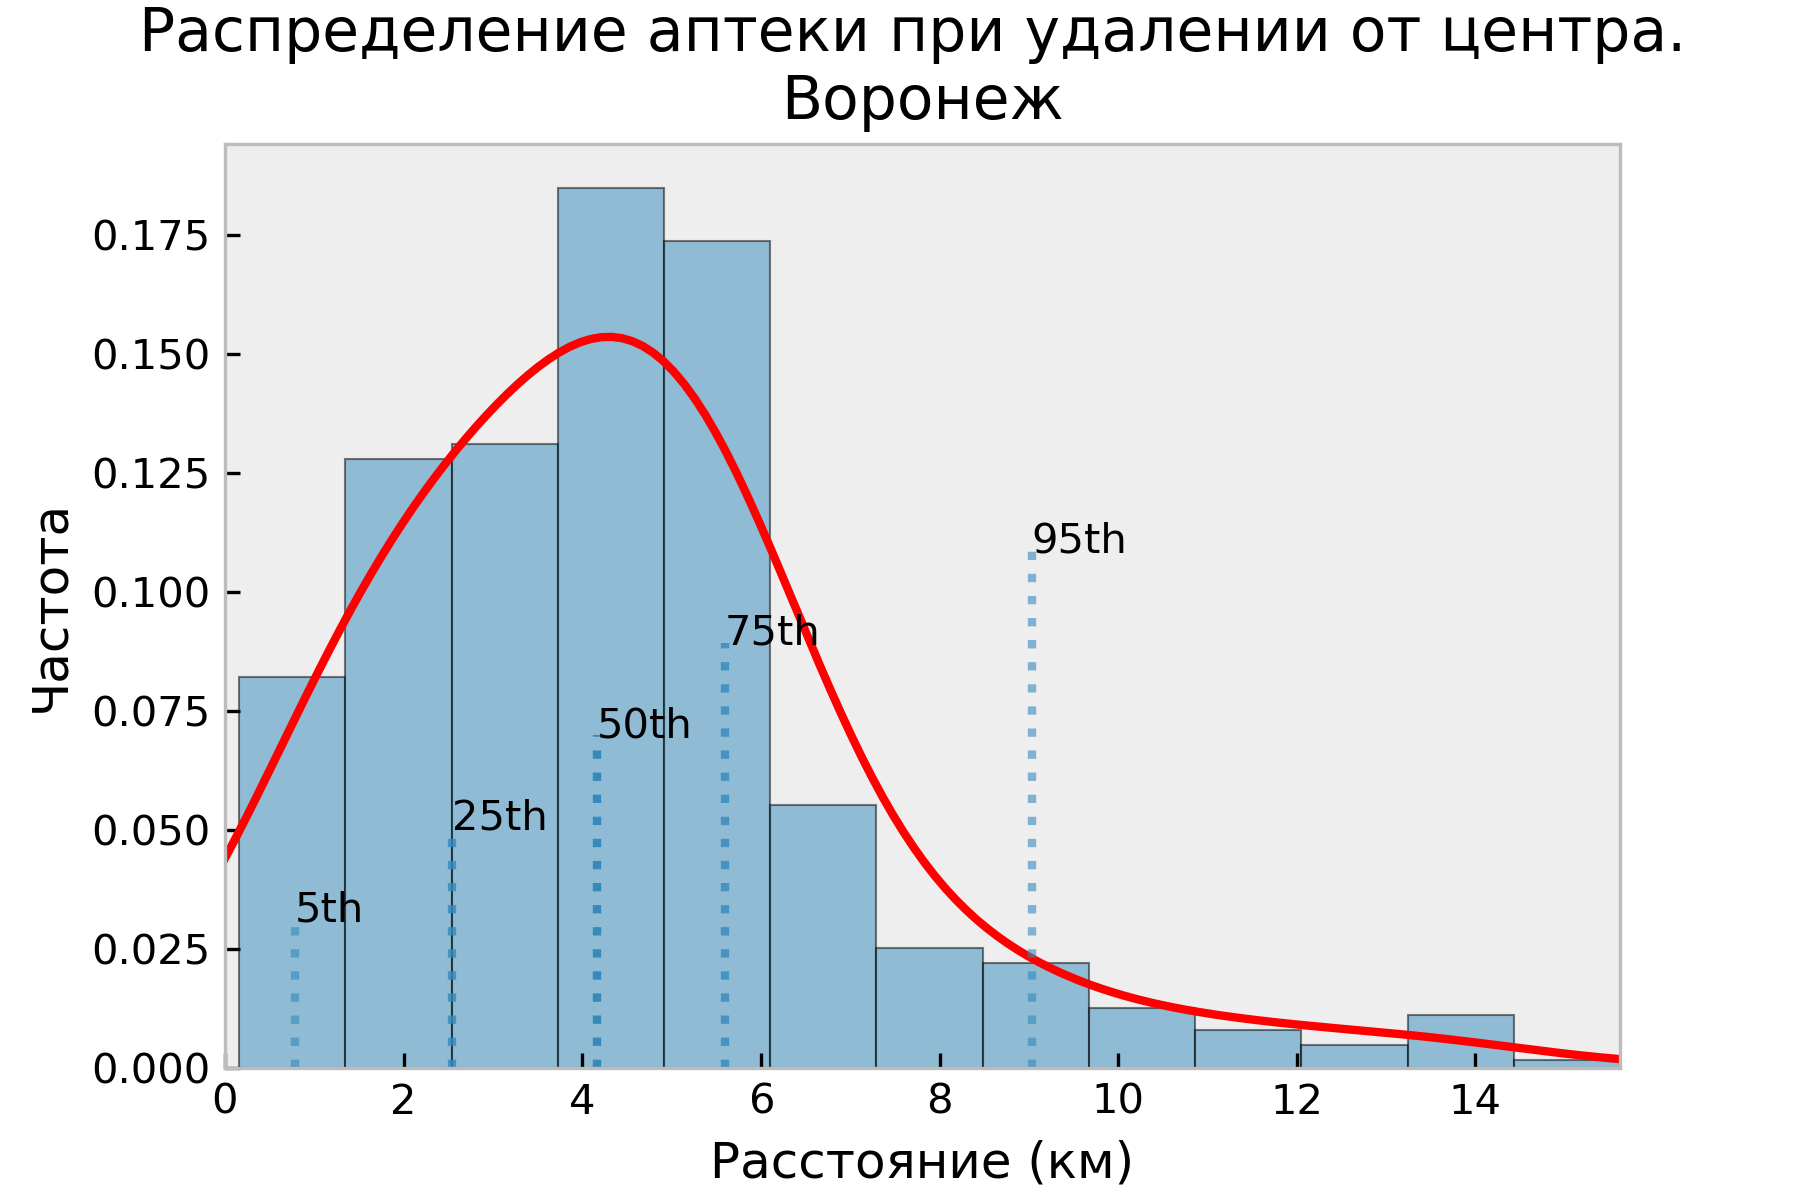 Распределение аптеки при удалении от центра.
Воронеж
Частота
0.175
0.150
0.125
0.100
0.075
0.050
0.025
0.000
95th
75th
50th
25th
5th
0 2 4 6 8 10 12 14
Расстояние (км)